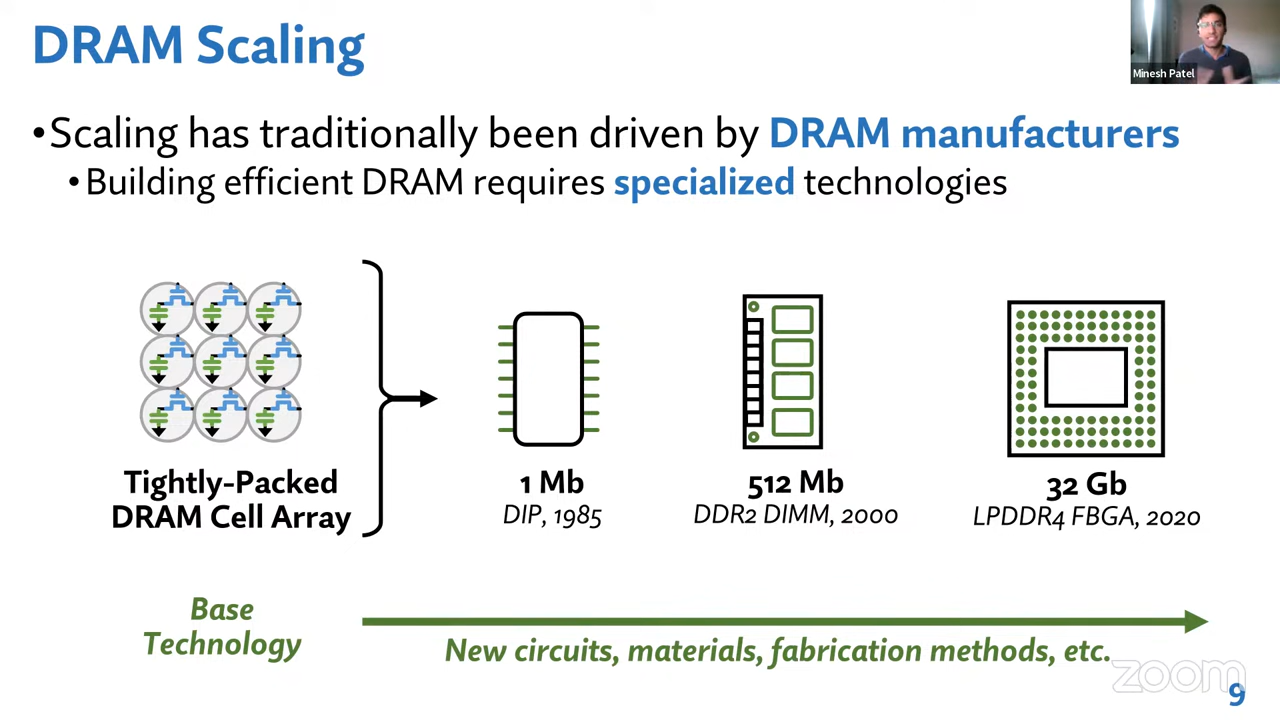 DRAM Scaling
Minesh Patel
•Scaling has traditionally been driven by DRAM manufacturers
•Building efficient DRAM requires specialized technologies
Tightly-Packed
DRAM Cell Array
1 Mb
DIP, 1985
512 Mb
DDR2 DIMM, 2000
32 Gb
LPDDR4 FBGA, 2020
Base
Technology
New circuits, materials, fabrication methods, etc.
zoom
9